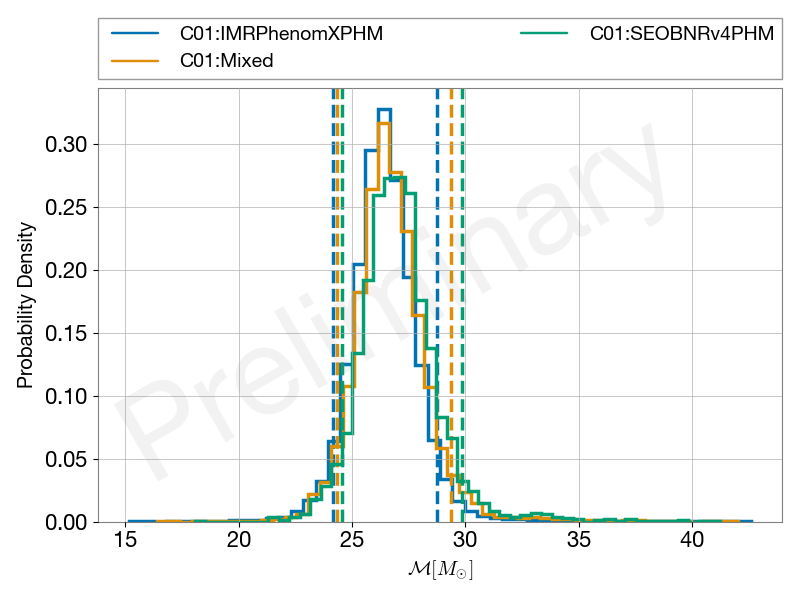 C01:IMRPhenomXPHM C01:SEOBNRv4PHM
C01:Mixed
Preliminary
Probability Density
0.30
0.25
0.20
0.15
0.10
0.05
0.00
15 20 25 30 35 40
ℳ[M☉]